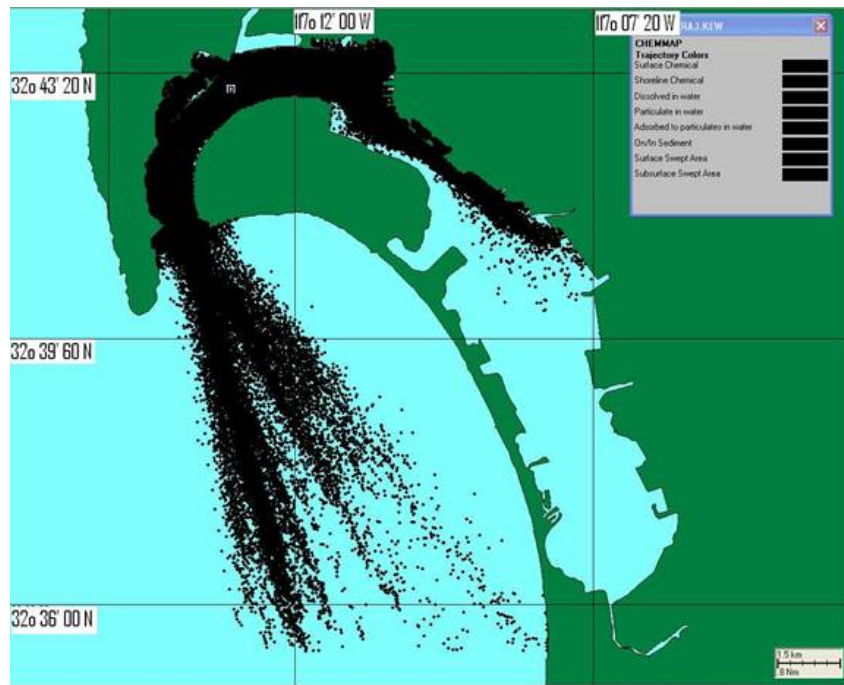 117o 12' 00 W
117o 07' 20 W
RAJ.KEW
CHEMMAP
Trajectory Colors
Surface Chemical
Shoreline Chemical
Dissolved in water
Particulate in water
Adsorbed to particulates in water
On/In Sediment
Surface Swept Area
Subsurface Swept Area
32o 43' 20 N
32o 39' 60 N
32o 36' 00 N
1.5 km
.8 Nm